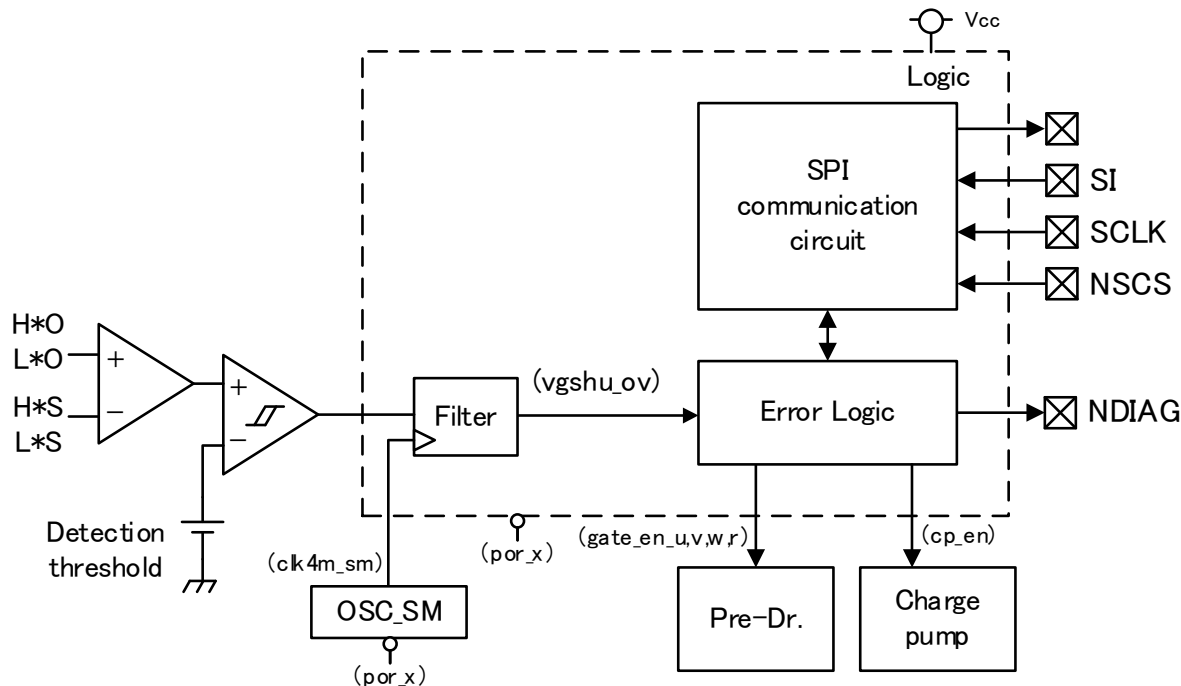 Vcc
Logic
SPI
communication
circuit
SI
SCLK
NSCS
H*O
L*O
H*S
L*S
+
−
+
−
Filter
(vgshu_ov)
Error Logic
NDIAG
Detection
threshold
(clk4m_sm)
(por_x)
(gate_en_u,v,w,r)
(cp_en)
OSC_SM
(por_x)
Pre-Dr.
Charge
pump